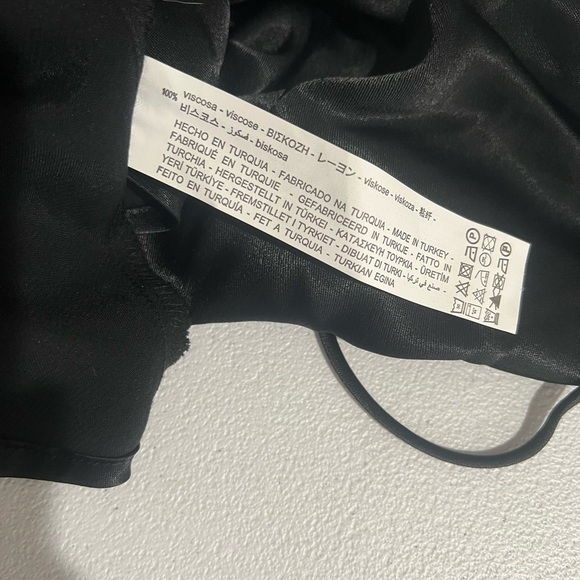 100% viscosa - viscose - ΒΙΣΚΟΖΗ - レーヨン - viskose - viskoza - 黏纤 -
비스코스 - فسكوز - biskosa
HECHO EN TURQUIA - FABRICADO NA TURQUIA - MADE IN TURKEY -
FABRIQUÉ EN TURQUIE - GEFABRICEERD IN TURKIJE - FATTO IN
TURCHIA - HERGESTELLT IN TÜRKEI - ΚΑΤΑΣΚΕΥΗ ΤΟΥΡΚΙΑ - ÜRETİM
YERİ TÜRKİYE - FREMSTILLET I TYRKIET - DIBUAT DI TURKI - صنع في تركيا -
FEITO EN TURQUÍA - FET A TURQUIA - TURKIAN EGINA